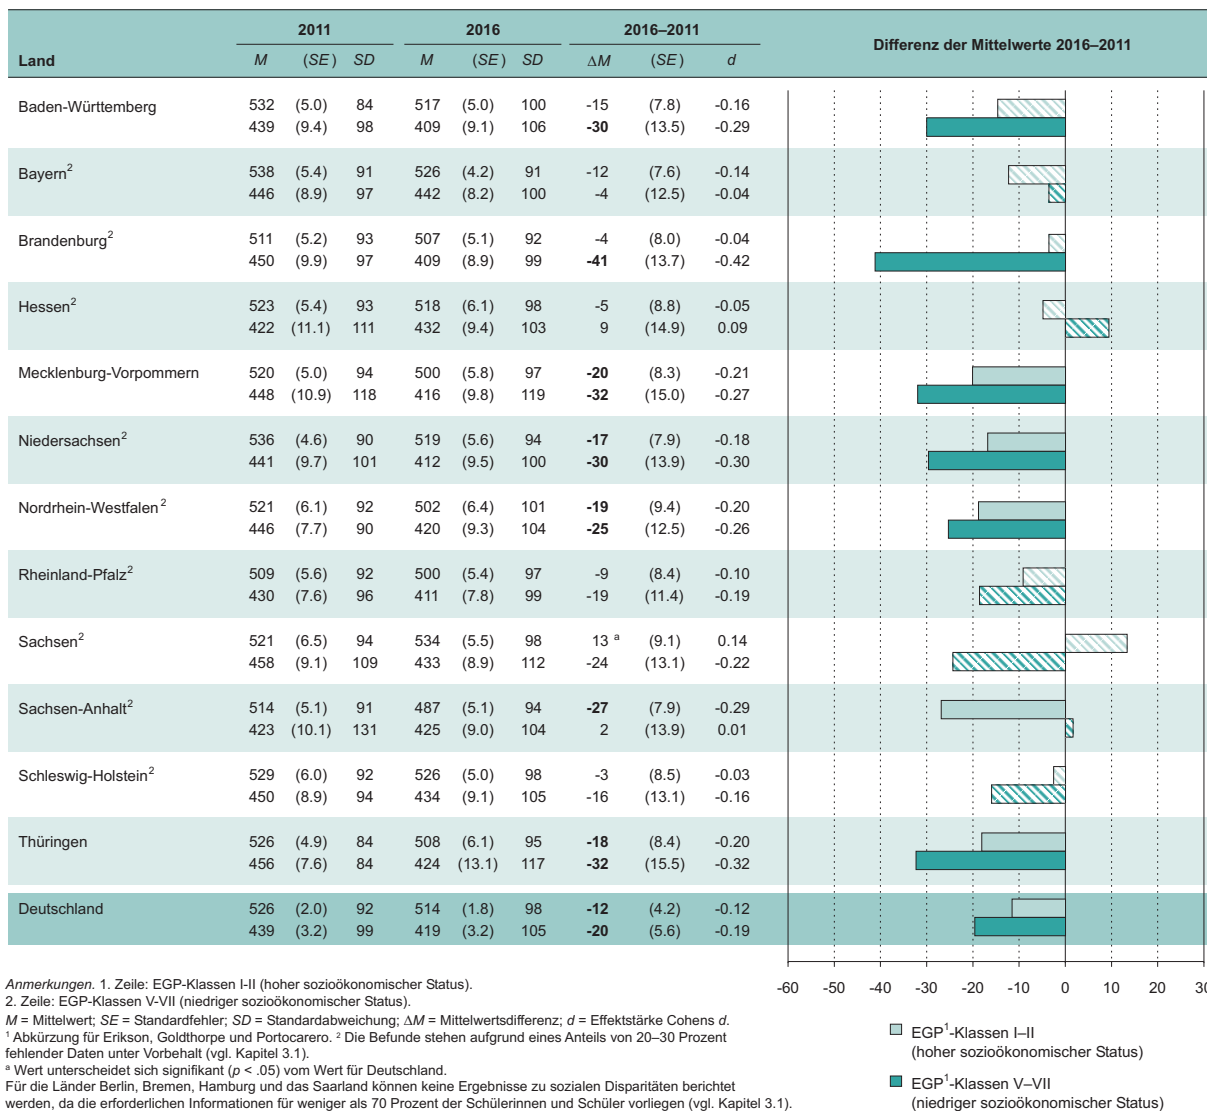 2011 2016 2016–2011 Differenz der Mittelwerte 2016–2011
Land M (SE) SD M (SE) SD ΔM (SE) d
Baden-Württemberg 532 (5.0) 84 517 (5.0) 100 -15 (7.8) -0.16
439 (9.4) 98 409 (9.1) 106 -30 (13.5) -0.29
Bayern² 538 (5.4) 91 526 (4.2) 91 -12 (7.6) -0.14
446 (8.9) 97 442 (8.2) 100 -4 (12.5) -0.04
Brandenburg² 511 (5.2) 93 507 (5.1) 92 -4 (8.0) -0.04
450 (9.9) 97 409 (8.9) 99 -41 (13.7) -0.42
Hessen² 523 (5.4) 93 518 (6.1) 98 -5 (8.8) -0.05
422 (11.1) 111 432 (9.4) 103 9 (14.9) 0.09
Mecklenburg-Vorpommern 520 (5.0) 94 500 (5.8) 97 -20 (8.3) -0.21
448 (10.9) 118 416 (9.8) 119 -32 (15.0) -0.27
Niedersachsen² 536 (4.6) 90 519 (5.6) 94 -17 (7.9) -0.18
441 (9.7) 101 412 (9.5) 100 -30 (13.9) -0.30
Nordrhein-Westfalen² 521 (6.1) 92 502 (6.4) 101 -19 (9.4) -0.20
446 (7.7) 90 420 (9.3) 104 -25 (12.5) -0.26
Rheinland-Pfalz² 509 (5.6) 92 500 (5.4) 97 -9 (8.4) -0.10
430 (7.6) 96 411 (7.8) 99 -19 (11.4) -0.19
Sachsen² 521 (6.5) 94 534 (5.5) 98 13 ᵃ (9.1) 0.14
458 (9.1) 109 433 (8.9) 112 -24 (13.1) -0.22
Sachsen-Anhalt² 514 (5.1) 91 487 (5.1) 94 -27 (7.9) -0.29
423 (10.1) 131 425 (9.0) 104 2 (13.9) 0.01
Schleswig-Holstein² 529 (6.0) 92 526 (5.0) 98 -3 (8.5) -0.03
450 (8.9) 94 434 (9.1) 105 -16 (13.1) -0.16
Thüringen 526 (4.9) 84 508 (6.1) 95 -18 (8.4) -0.20
456 (7.6) 84 424 (13.1) 117 -32 (15.5) -0.32
Deutschland 526 (2.0) 92 514 (1.8) 98 -12 (4.2) -0.12
439 (3.2) 99 419 (3.2) 105 -20 (5.6) -0.19
-60 -50 -40 -30 -20 -10 0 10 20 30
Anmerkungen. 1. Zeile: EGP-Klassen I-II (hoher sozioökonomischer Status).
2. Zeile: EGP-Klassen V-VII (niedriger sozioökonomischer Status).
M = Mittelwert; SE = Standardfehler; SD = Standardabweichung; ΔM = Mittelwertsdifferenz; d = Effektstärke Cohens d.
¹ Abkürzung für Erikson, Goldthorpe und Portocarero. ² Die Befunde stehen aufgrund eines Anteils von 20–30 Prozent
fehlender Daten unter Vorbehalt (vgl. Kapitel 3.1).
ᵃ Wert unterscheidet sich signifikant (p < .05) vom Wert für Deutschland.
Für die Länder Berlin, Bremen, Hamburg und das Saarland können keine Ergebnisse zu sozialen Disparitäten berichtet
werden, da die erforderlichen Informationen für weniger als 70 Prozent der Schülerinnen und Schüler vorliegen (vgl. Kapitel 3.1).
EGP¹-Klassen I–II
(hoher sozioökonomischer Status)
EGP¹-Klassen V–VII
(niedriger sozioökonomischer Status)